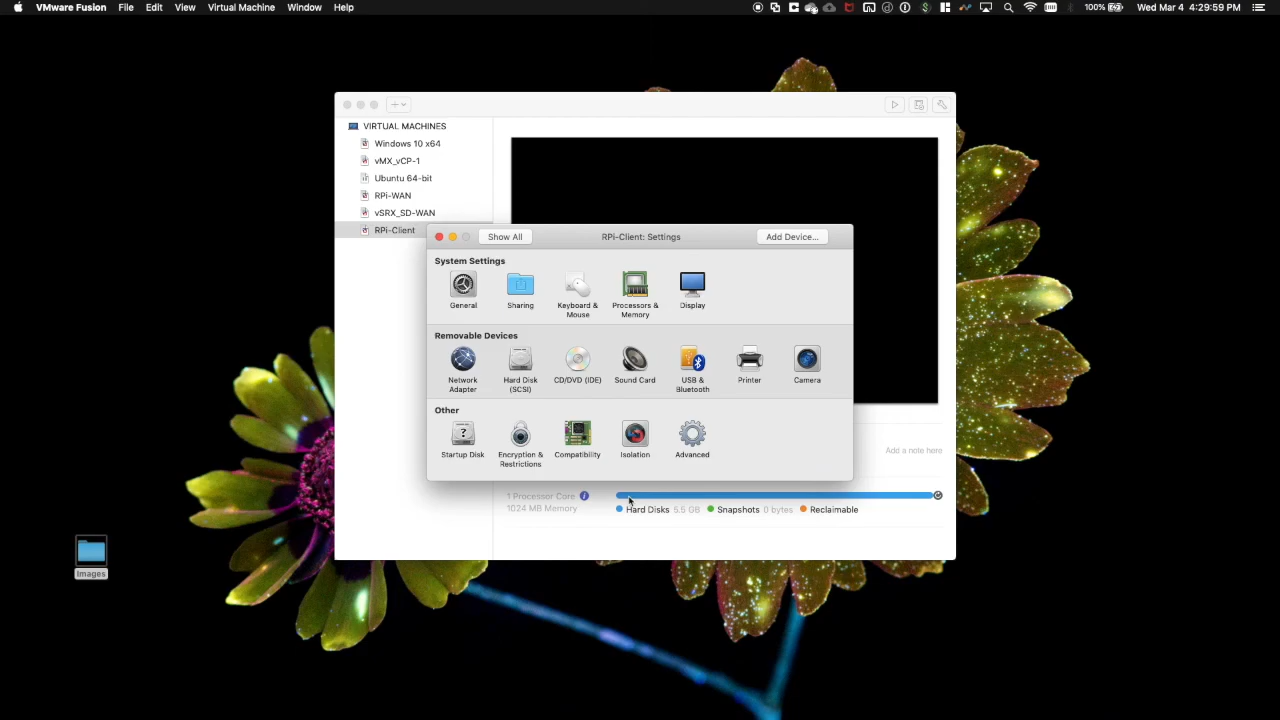 VMware Fusion File Edit View Virtual Machine Window Help 100% Wed Mar 4 4:29:59 PM
VIRTUAL MACHINES
Windows 10 x64
vMX_vCP-1
Ubuntu 64-bit
RPi-WAN
vSRX_SD-WAN
RPi-Client
Show All RPi-Client: Settings Add Device...
System Settings
General Sharing Keyboard & Mouse Processors & Memory Display
Removable Devices
Network Adapter Hard Disk (SCSI) CD/DVD (IDE) Sound Card USB & Bluetooth Printer Camera
Other
Startup Disk Encryption & Restrictions Compatibility Isolation Advanced
Add a note here
1 Processor Core
1024 MB Memory Hard Disks 5.5 GB Snapshots 0 bytes Reclaimable
Images